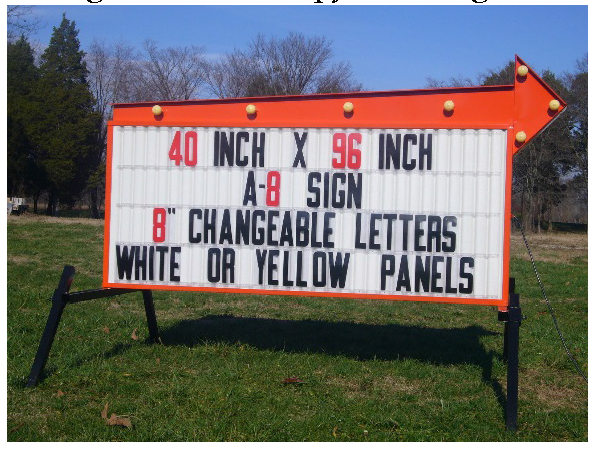 40 INCH X 96 INCH
A-8 SIGN
8" CHANGEABLE LETTERS
WHITE OR YELLOW PANELS